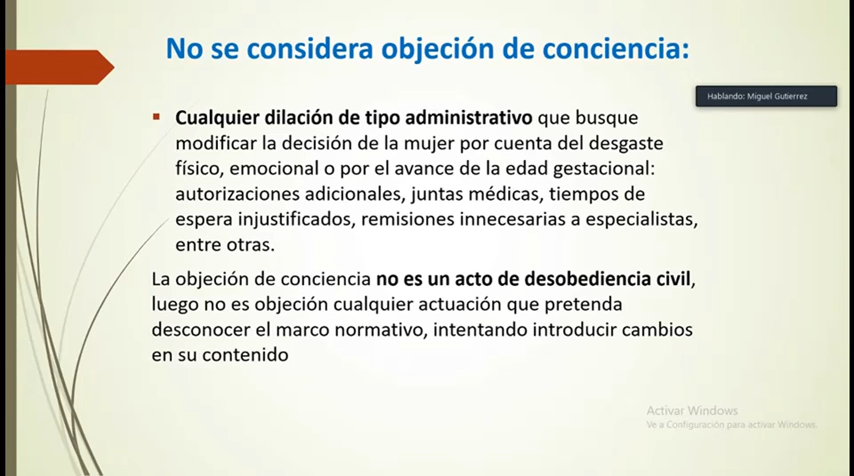 No se considera objeción de conciencia:
Hablando: Miguel Gutierrez
▪ Cualquier dilación de tipo administrativo que busque
modificar la decisión de la mujer por cuenta del desgaste
físico, emocional o por el avance de la edad gestacional:
autorizaciones adicionales, juntas médicas, tiempos de
espera injustificados, remisiones innecesarias a especialistas,
entre otras.
La objeción de conciencia no es un acto de desobediencia civil,
luego no es objeción cualquier actuación que pretenda
desconocer el marco normativo, intentando introducir cambios
en su contenido
Activar Windows
Ve a Configuración para activar Windows.